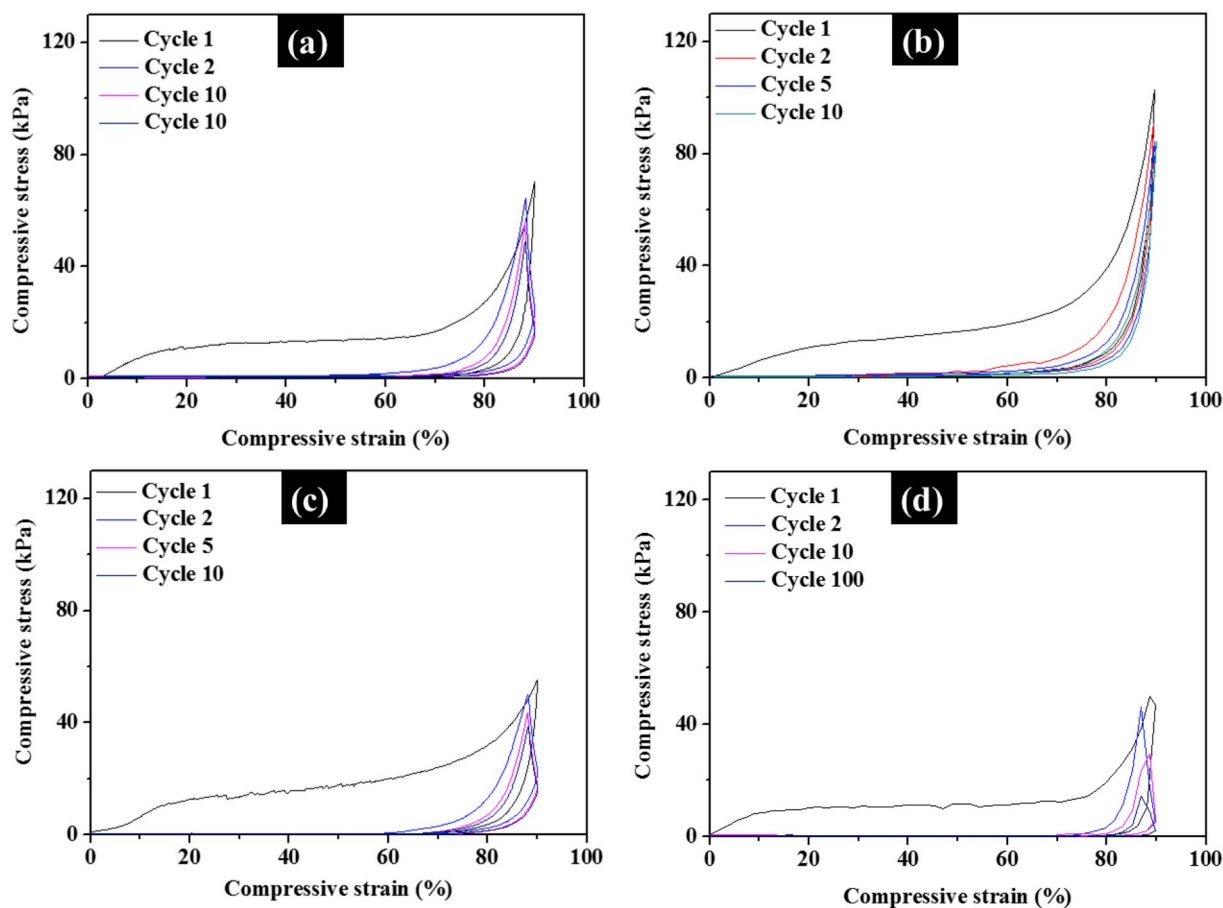 (a)
Cycle 1
Cycle 2
Cycle 10
Cycle 10
120
80
40
0
Compressive stress (kPa)
0 20 40 60 80 100
Compressive strain (%)
(b)
Cycle 1
Cycle 2
Cycle 5
Cycle 10
120
80
40
0
Compressive stress (kPa)
0 20 40 60 80 100
Compressive strain (%)
(c)
Cycle 1
Cycle 2
Cycle 5
Cycle 10
120
80
40
0
Compressive stress (kPa)
0 20 40 60 80 100
Compressive strain (%)
(d)
Cycle 1
Cycle 2
Cycle 10
Cycle 100
120
80
40
0
Compressive stress (kPa)
0 20 40 60 80 100
Compressive strain (%)